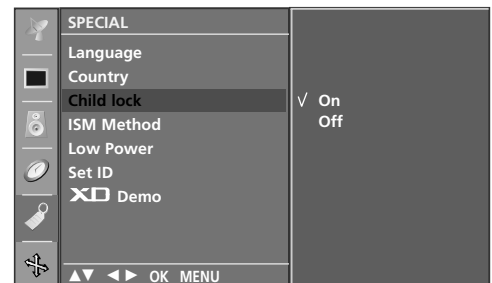 SPECIAL
Language
Country
Child lock
ISM Method
Low Power
Set ID
XD Demo
√ On
Off
▲▼ ◄► OK MENU